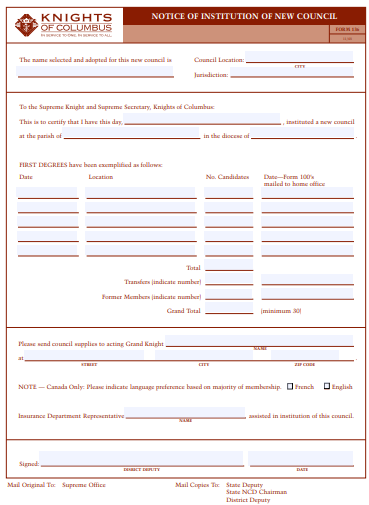 KNIGHTS
OF COLUMBUS
IN SERVICE TO ONE. IN SERVICE TO ALL.
NOTICE OF INSTITUTION OF NEW COUNCIL
FORM 136
The name selected and adopted for this new council is
Council Location:
CITY
Jurisdiction:
To the Supreme Knight and Supreme Secretary, Knights of Columbus:
This is to certify that I have this day, , instituted a new council
at the parish of in the diocese of .
FIRST DEGREES have been exemplified as follows:
Date Location No. Candidates Date—Form 100's
mailed to home office
Total
Transfers (indicate number)
Former Members (indicate number)
Grand Total (minimum 30)
Please send council supplies to acting Grand Knight
NAME
at .
STREET CITY ZIP CODE
NOTE — Canada Only: Please indicate language preference based on majority of membership. French English
Insurance Department Representative assisted in institution of this council.
NAME
Signed:
DISTRICT DEPUTY DATE
Mail Original To: Supreme Office Mail Copies To: State Deputy
State NCD Chairman
District Deputy